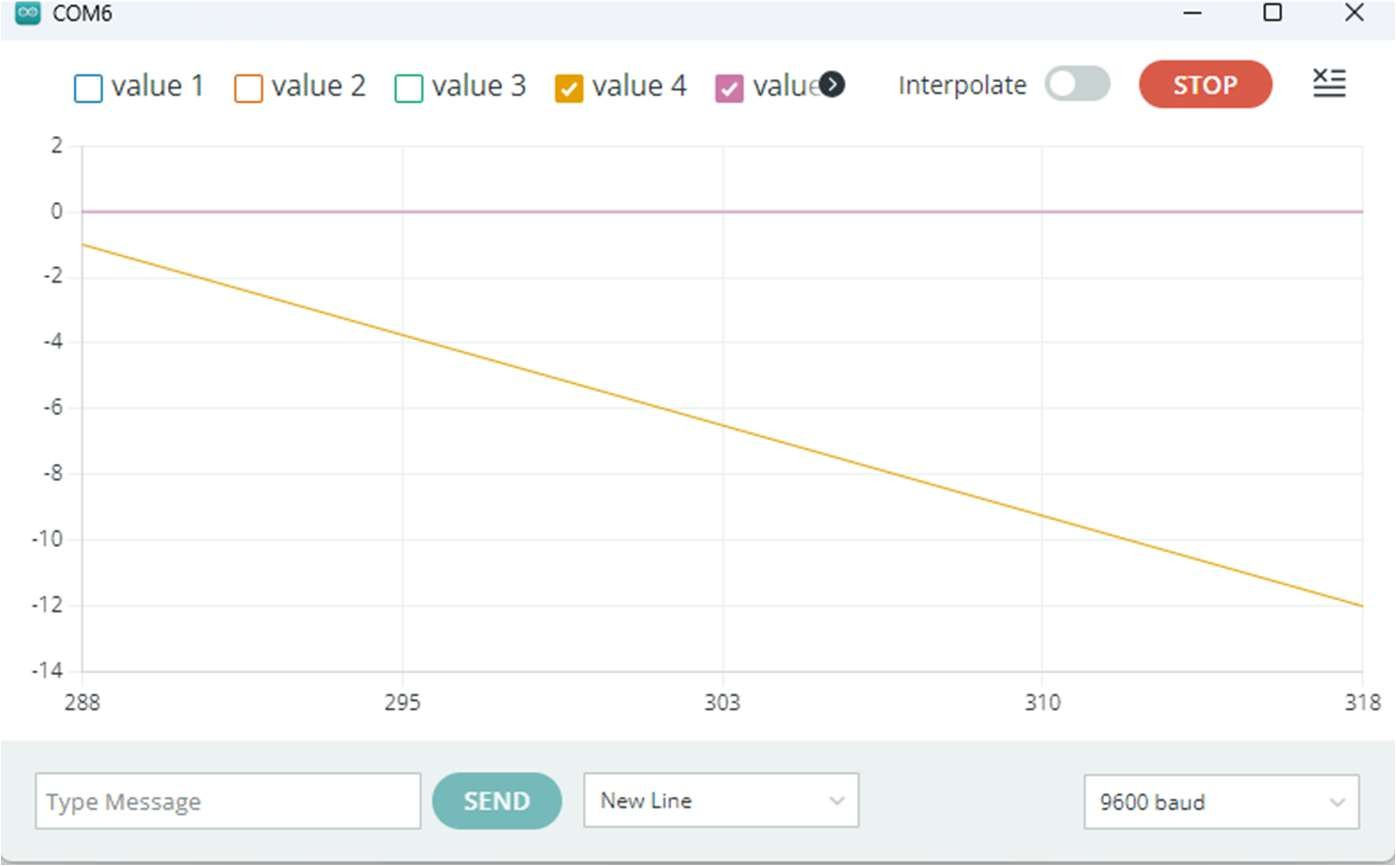 COM6
value 1 value 2 value 3 value 4 value Interpolate STOP
2
0
-2
-4
-6
-8
-10
-12
-14
288 295 303 310 318
Type Message SEND New Line 9600 baud